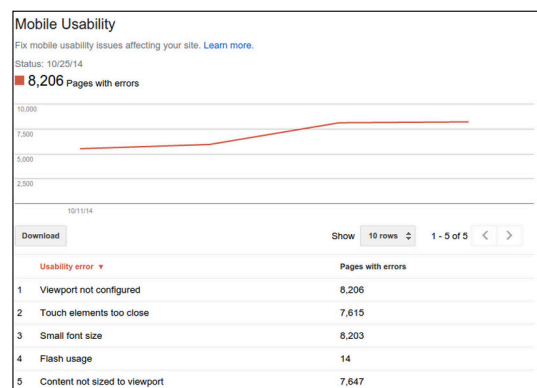 Mobile Usability
Fix mobile usability issues affecting your site. Learn more.
Status: 10/25/14
8,206 Pages with errors
10,000
7,500
5,000
2,500
10/11/14
Download Show 10 rows 1 - 5 of 5
Usability error ▼ Pages with errors
1 Viewport not configured 8,206
2 Touch elements too close 7,615
3 Small font size 8,203
4 Flash usage 14
5 Content not sized to viewport 7,647